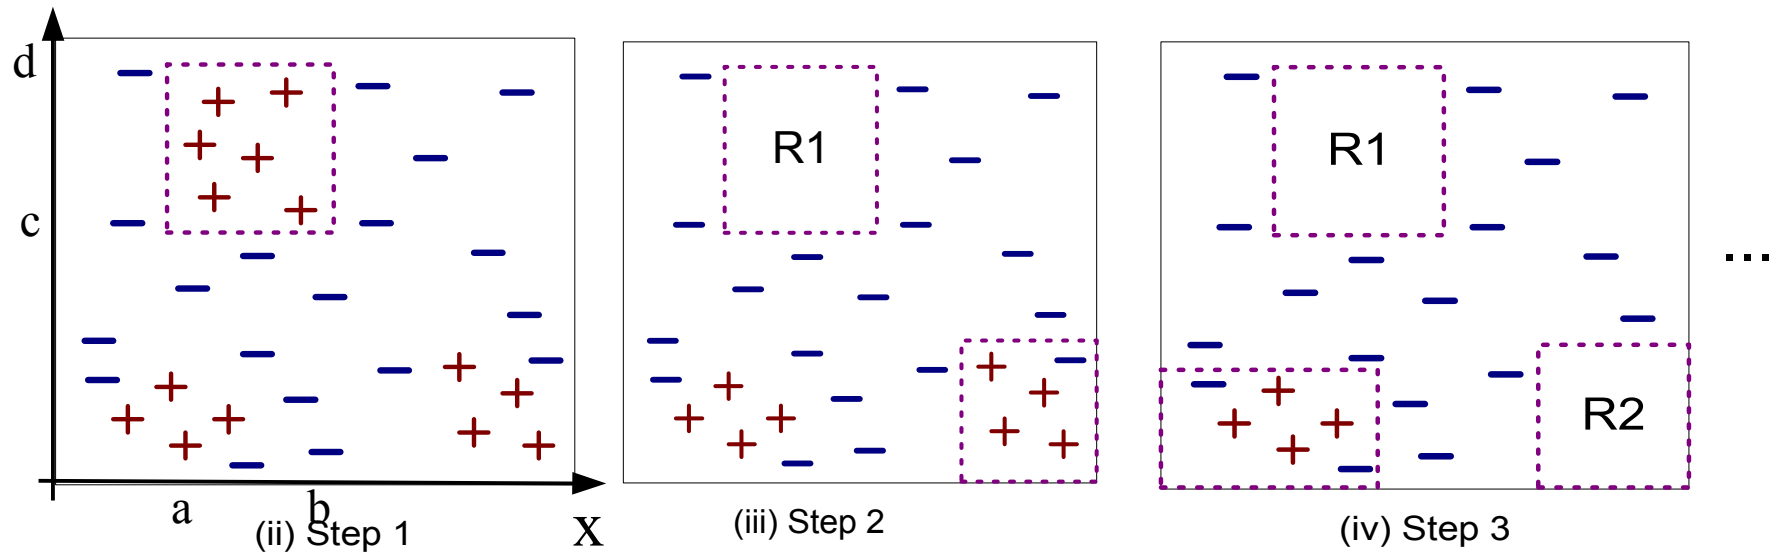 d
c
a
b
X
(ii) Step 1
R1
(iii) Step 2
R1
R2
(iv) Step 3
...